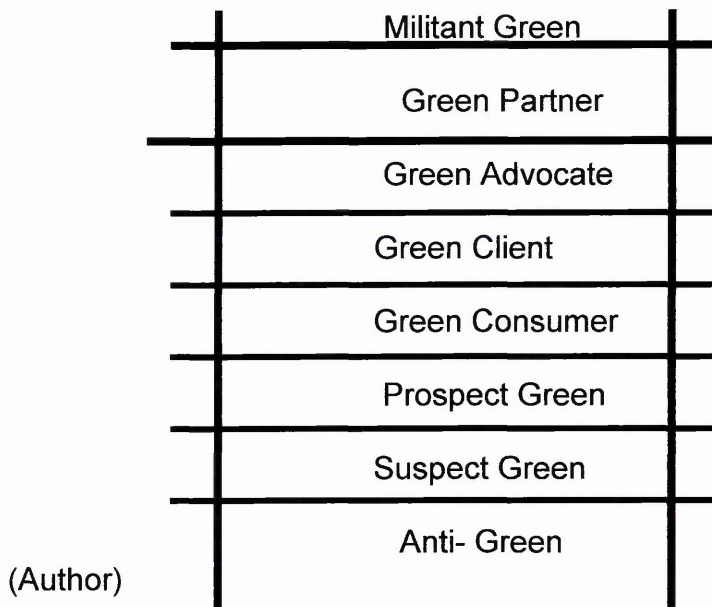 Militant Green
Green Partner
Green Advocate
Green Client
Green Consumer
Prospect Green
Suspect Green
Anti- Green
(Author)